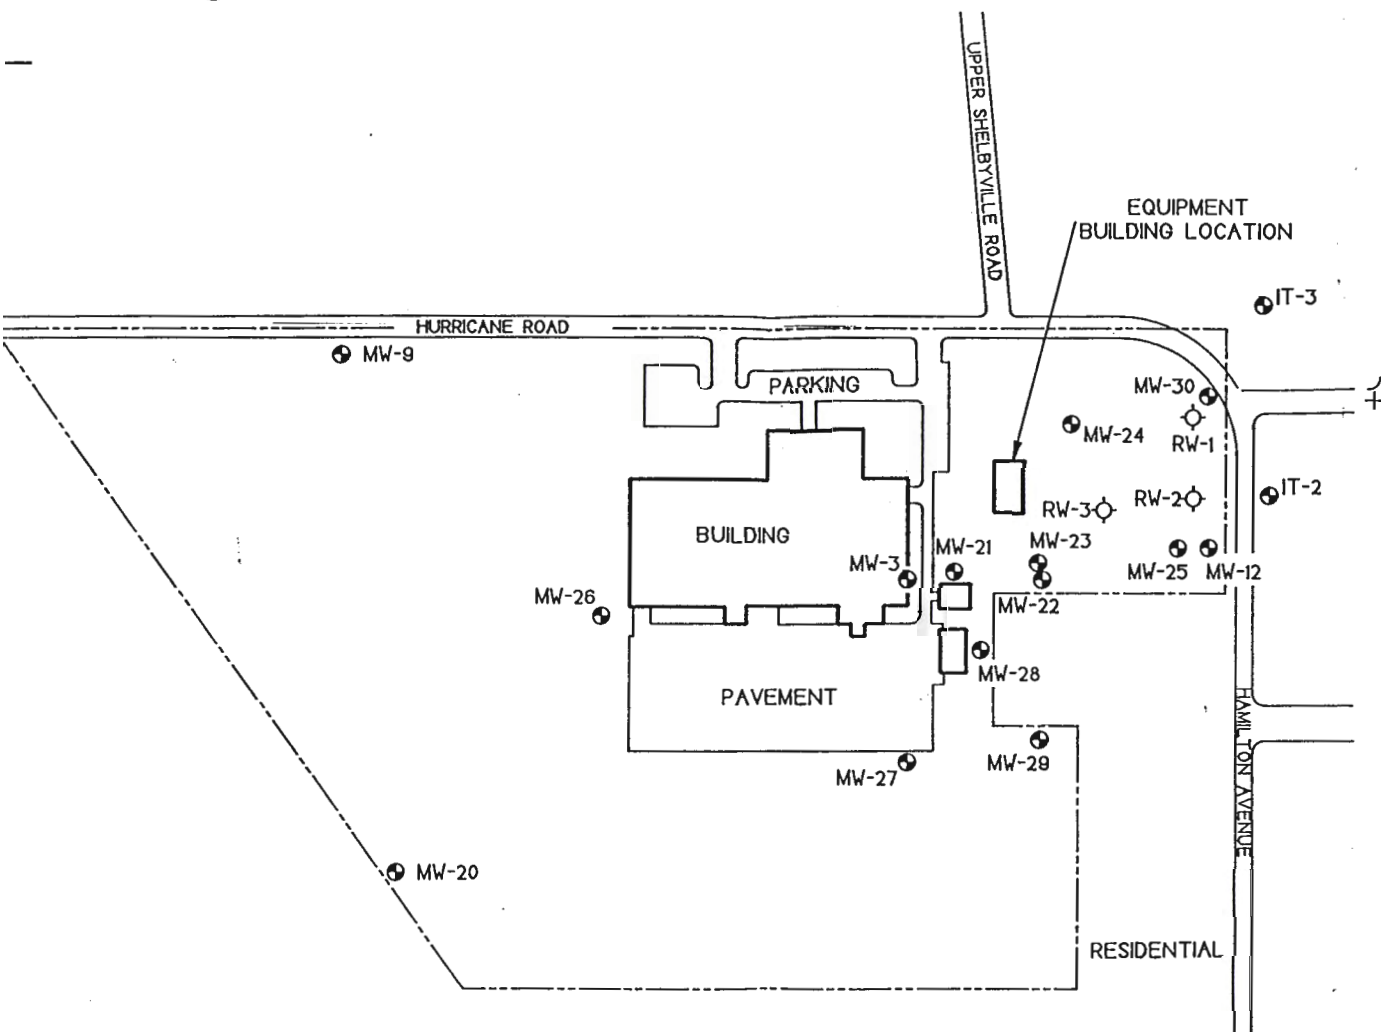 UPPER SHELBYVILLE ROAD
EQUIPMENT
BUILDING LOCATION
IT-3
HURRICANE ROAD
MW-9
PARKING
MW-30
MW-24
RW-1
IT-2
RW-2
RW-3
BUILDING
MW-23
MW-21
MW-3
MW-25
MW-12
MW-26
MW-22
MW-28
PAVEMENT
HAMILTON AVENUE
MW-29
MW-27
MW-20
RESIDENTIAL